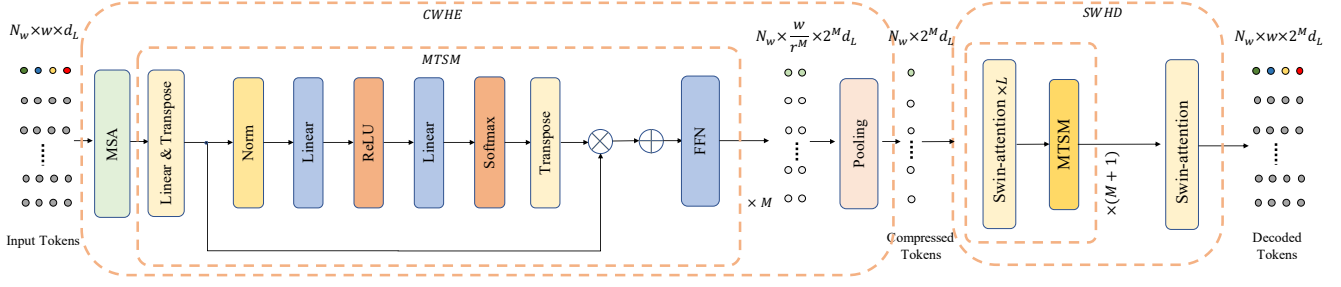 CWHE
SWHD
N_w × w × d_L
N_w × w/r^M × 2^M d_L
N_w × 2^M d_L
N_w × w × 2^M d_L
MTSM
MSA
Linear & Transpose
Norm
Linear
ReLU
Linear
Softmax
Transpose
FFN
× M
Pooling
Swin-attention ×L
MTSM
×(M + 1)
Swin-attention
Input Tokens
Compressed
Tokens
Decoded
Tokens